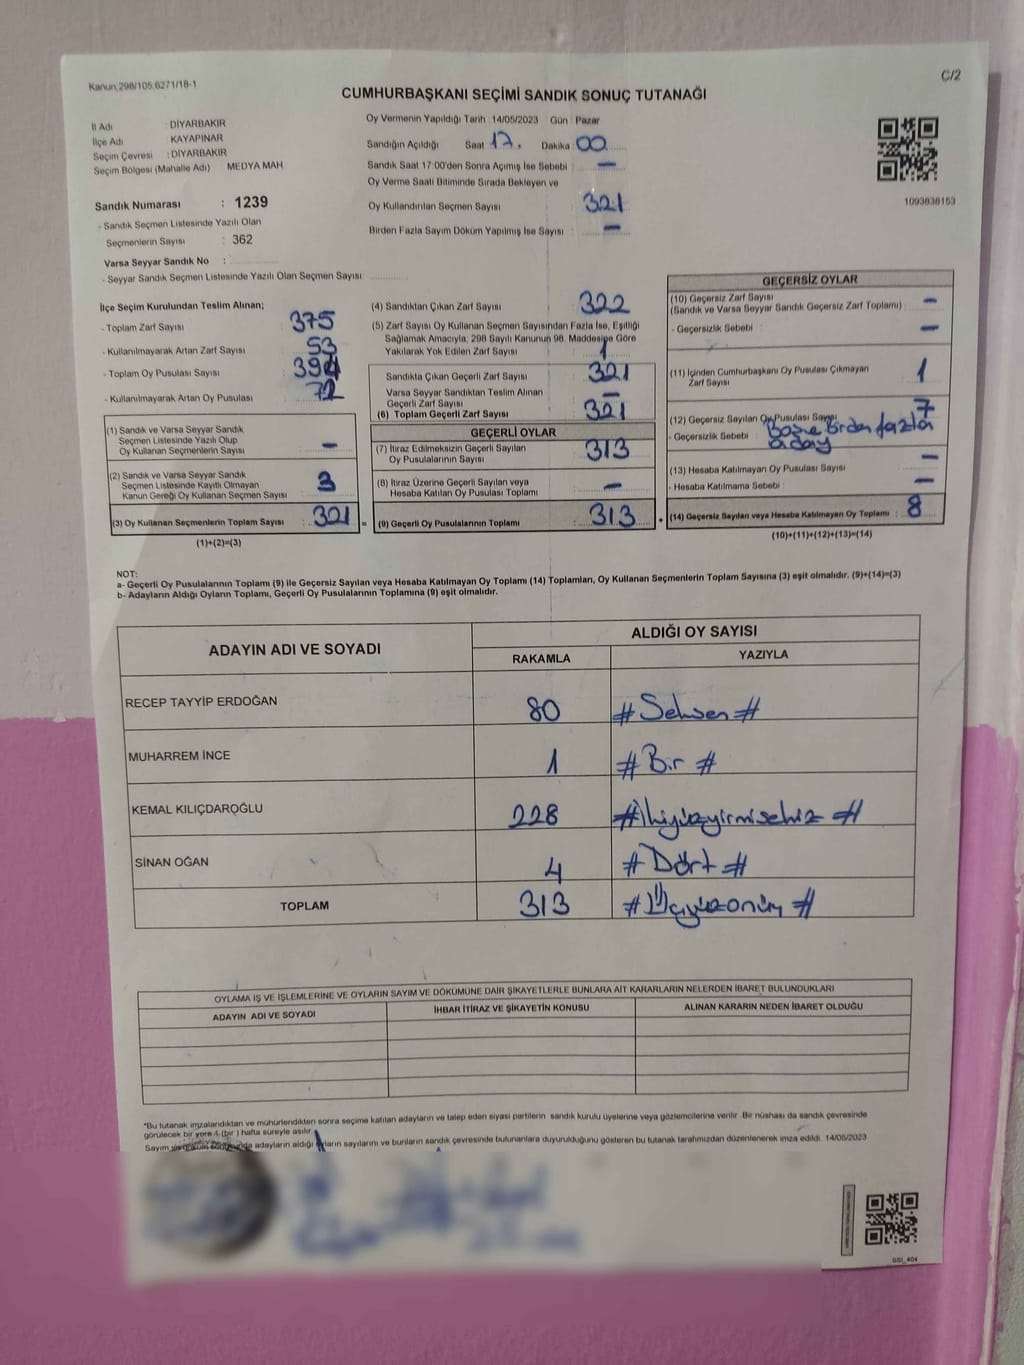 Kanun.298/105,6271/18-1
C/2
CUMHURBAŞKANI SEÇİMİ SANDIK SONUÇ TUTANAĞI
İl Adı : DİYARBAKIR
İlçe Adı : KAYAPINAR
Seçim Çevresi : DİYARBAKIR
Seçim Bölgesi (Mahalle Adı) MEDYA MAH
Sandık Numarası : 1239
- Sandık Seçmen Listesinde Yazılı Olan
Seçmenlerin Sayısı : 362
Varsa Seyyar Sandık No :
- Seyyar Sandık Seçmen Listesinde Yazılı Olan Seçmen Sayısı
Oy Vermenin Yapıldığı Tarih :14/05/2023 Gün : Pazar
Sandığın Açıldığı Saat 17. Dakika : 00
Sandık Saat 17:00'den Sonra Açılmış İse Sebebi : –
Oy Verme Saati Bitiminde Sırada Bekleyen ve
Oy Kullandırılan Seçmen Sayısı 321
Birden Fazla Sayım Döküm Yapılmış İse Sayısı –
1093838153
İlçe Seçim Kurulundan Teslim Alınan;
- Toplam Zarf Sayısı 375
- Kullanılmayarak Artan Zarf Sayısı 53
- Toplam Oy Pusulası Sayısı 394
- Kullanılmayarak Artan Oy Pusulası 72
(1) Sandık ve Varsa Seyyar Sandık
Seçmen Listesinde Yazılı Olup
Oy Kullanan Seçmenlerin Sayısı –
(2) Sandık ve Varsa Seyyar Sandık
Seçmen Listesinde Kayıtlı Olmayan
Kanun Gereği Oy Kullanan Seçmen Sayısı 3
(3) Oy Kullanan Seçmenlerin Toplam Sayısı : 321 =
(1)+(2)=(3)
(4) Sandıktan Çıkan Zarf Sayısı 322
(5) Zarf Sayısı Oy Kullanan Seçmen Sayısından Fazla İse, Eşitliği
Sağlamak Amacıyla; 298 Sayılı Kanunun 98. Maddesine Göre
Yakılarak Yok Edilen Zarf Sayısı 1
Sandıkta Çıkan Geçerli Zarf Sayısı 321
Varsa Seyyar Sandıktan Teslim Alınan
Geçerli Zarf Sayısı –
(6) Toplam Geçerli Zarf Sayısı 321
GEÇERLİ OYLAR
(7) İtiraz Edilmeksizin Geçerli Sayılan
Oy Pusulalarının Sayısı 313
(8) İtiraz Üzerine Geçerli Sayılan veya
Hesaba Katılan Oy Pusulası Toplamı –
(9) Geçerli Oy Pusulalarının Toplamı : 313 +
GEÇERSİZ OYLAR
(10) Geçersiz Zarf Sayısı
(Sandık ve Varsa Seyyar Sandık Geçersiz Zarf Toplamı) : –
- Geçersizlik Sebebi : –
(11) İçinden Cumhurbaşkanı Oy Pusulası Çıkmayan
Zarf Sayısı 1
(12) Geçersiz Sayılan Oy Pusulası Sayısı 7
- Geçersizlik Sebebi Birden fazla
aday
(13) Hesaba Katılmayan Oy Pusulası Sayısı –
- Hesaba Katılmama Sebebi : –
(14) Geçersiz Sayılan veya Hesaba Katılmayan Oy Toplamı : 8
(10)+(11)+(12)+(13)=(14)
NOT:
a- Geçerli Oy Pusulalarının Toplamı (9) ile Geçersiz Sayılan veya Hesaba Katılmayan Oy Toplamı (14) Toplamları, Oy Kullanan Seçmenlerin Toplam Sayısına (3) eşit olmalıdır. (9)+(14)=(3)
b- Adayların Aldığı Oyların Toplamı, Geçerli Oy Pusulalarının Toplamına (9) eşit olmalıdır.
ADAYIN ADI VE SOYADI
ALDIĞI OY SAYISI
RAKAMLA YAZIYLA
RECEP TAYYİP ERDOĞAN 80 # Seksen #
MUHARREM İNCE 1 # Bir #
KEMAL KILIÇDAROĞLU 228 # İkiyüzyirmisekiz #
SİNAN OĞAN 4 # Dört #
TOPLAM 313 # Üçyüzonüç #
OYLAMA İŞ VE İŞLEMLERİNE VE OYLARIN SAYIM VE DÖKÜMÜNE DAİR ŞİKAYETLERLE BUNLARA AİT KARARLARIN NELERDEN İBARET BULUNDUKLARI
ADAYIN ADI VE SOYADI İHBAR İTİRAZ VE ŞİKAYETİN KONUSU ALINAN KARARIN NEDEN İBARET OLDUĞU
*Bu tutanak imzalandıktan ve mühürlendikten sonra seçime katılan adayların ve talep eden siyasi partilerin sandık kurulu üyelerine veya gözlemcilerine verilir. Bir nüshası da sandık çevresinde
görülecek bir yere 1 (bir) hafta süreyle asılır.
adayların aldığı oyların sayılarını ve bunların sandık çevresinde bulunanlara duyurulduğunu gösteren bu tutanak tarafımızdan düzenlenerek imza edildi. 14/05/2023